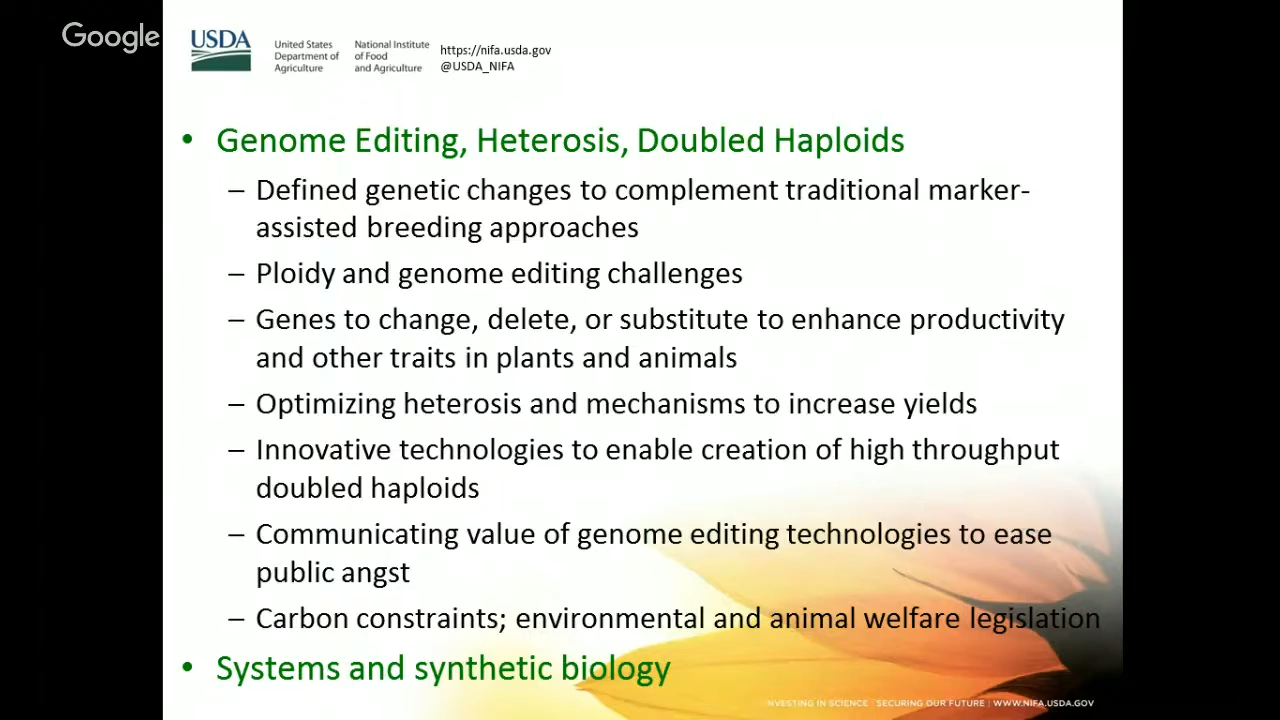 Google
USDA
United States
Department of
Agriculture
National Institute
of Food
and Agriculture
https://nifa.usda.gov
@USDA_NIFA
• Genome Editing, Heterosis, Doubled Haploids
– Defined genetic changes to complement traditional marker-
assisted breeding approaches
– Ploidy and genome editing challenges
– Genes to change, delete, or substitute to enhance productivity
and other traits in plants and animals
– Optimizing heterosis and mechanisms to increase yields
– Innovative technologies to enable creation of high throughput
doubled haploids
– Communicating value of genome editing technologies to ease
public angst
– Carbon constraints; environmental and animal welfare legislation
• Systems and synthetic biology
INVESTING IN SCIENCE | SECURING OUR FUTURE | WWW.NIFA.USDA.GOV